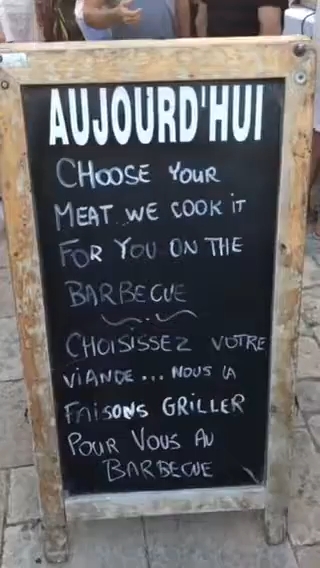 AUJOURD'HUI
CHOOSE YOUR
MEAT WE COOK iT
FOR YOU ON THE
BARBECUE
CHOISISSEZ VOTRE
ViANDE... NOUS LA
FAISONS GRiLLER
POUR VOUS AU
BARBECUE